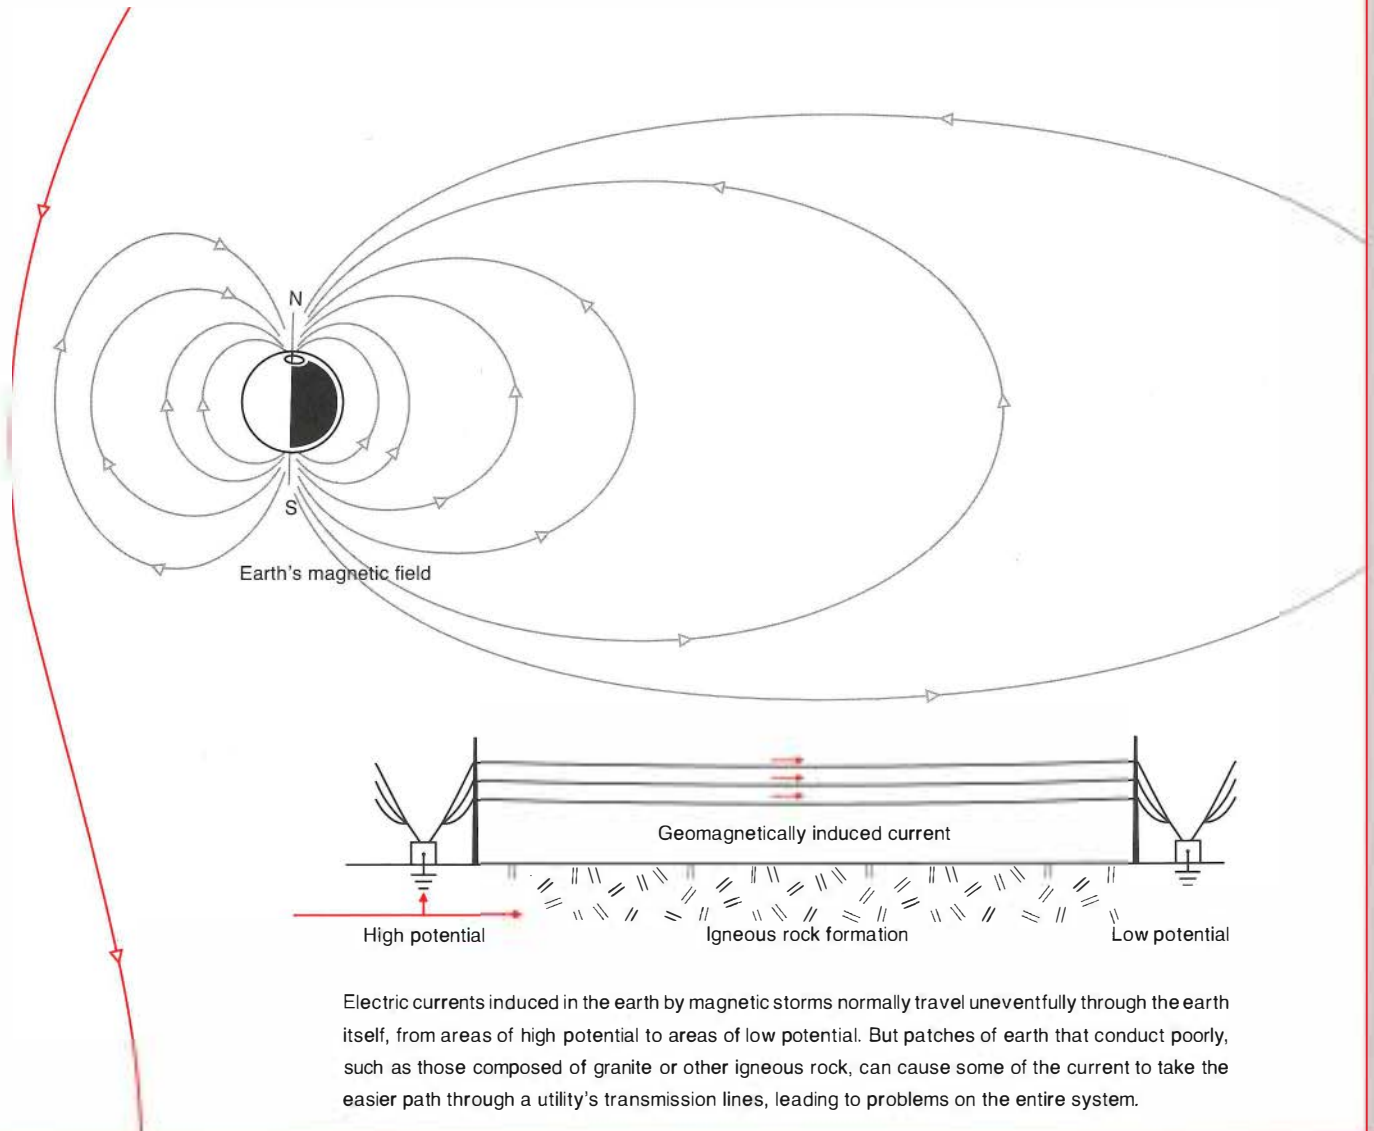 N
S
Earth's magnetic field
Geomagnetically induced current
High potential
Igneous rock formation
Low potential
Electric currents induced in the earth by magnetic storms normally travel uneventfully through the earth
itself, from areas of high potential to areas of low potential. But patches of earth that conduct poorly,
such as those composed of granite or other igneous rock, can cause some of the current to take the
easier path through a utility's transmission lines, leading to problems on the entire system.